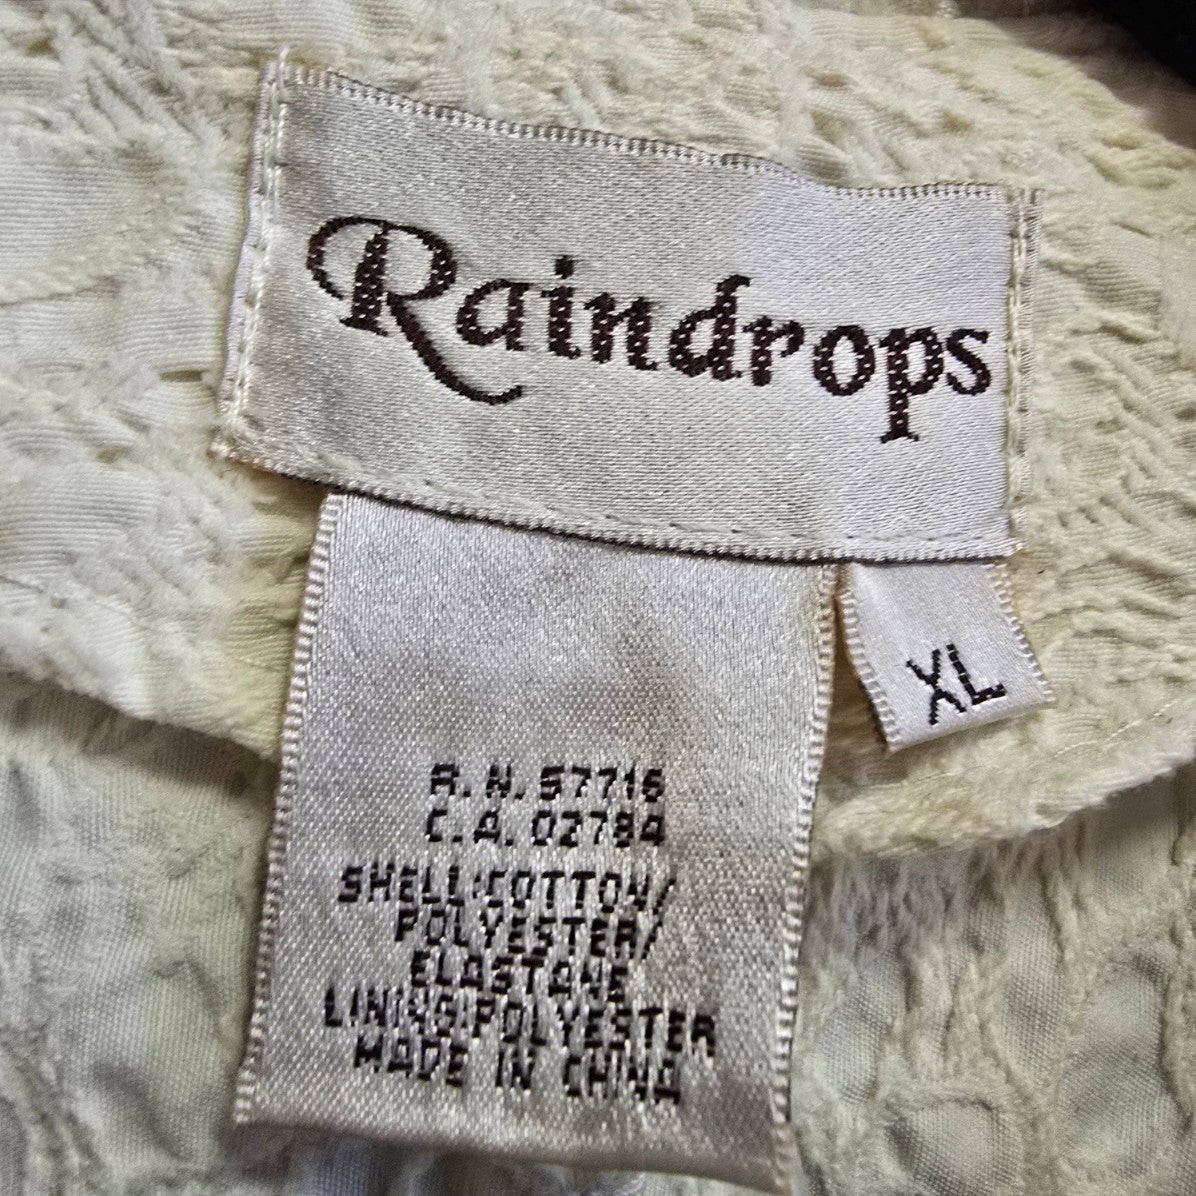 Raindrops
XL
R.N. 57716
C.A. 02784
SHELL:COTTON/
POLYESTER/
ELASTANE
LINING:POLYESTER
MADE IN CHINA